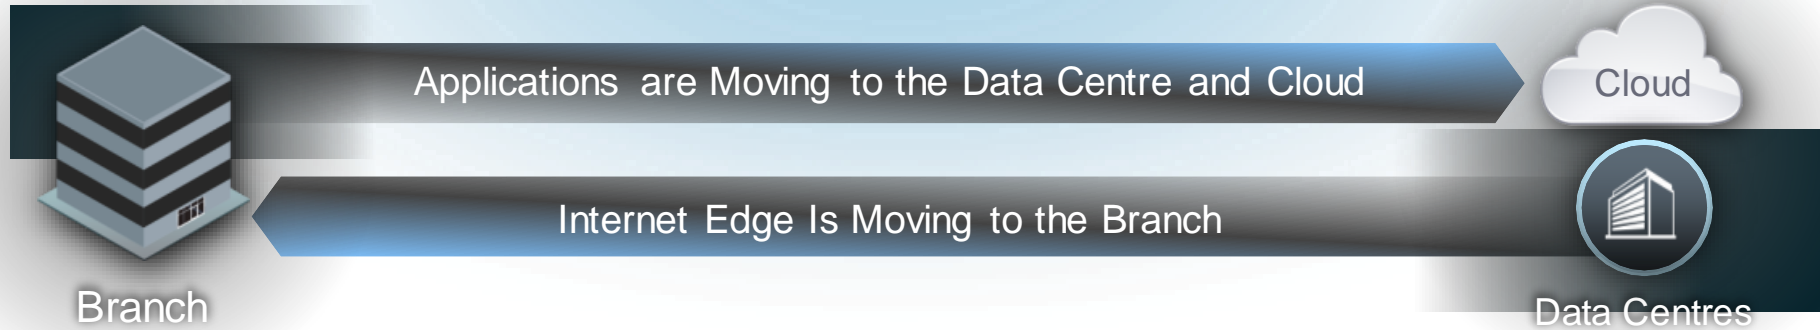 Applications are Moving to the Data Centre and Cloud
Cloud
Internet Edge Is Moving to the Branch
Branch
Data Centres